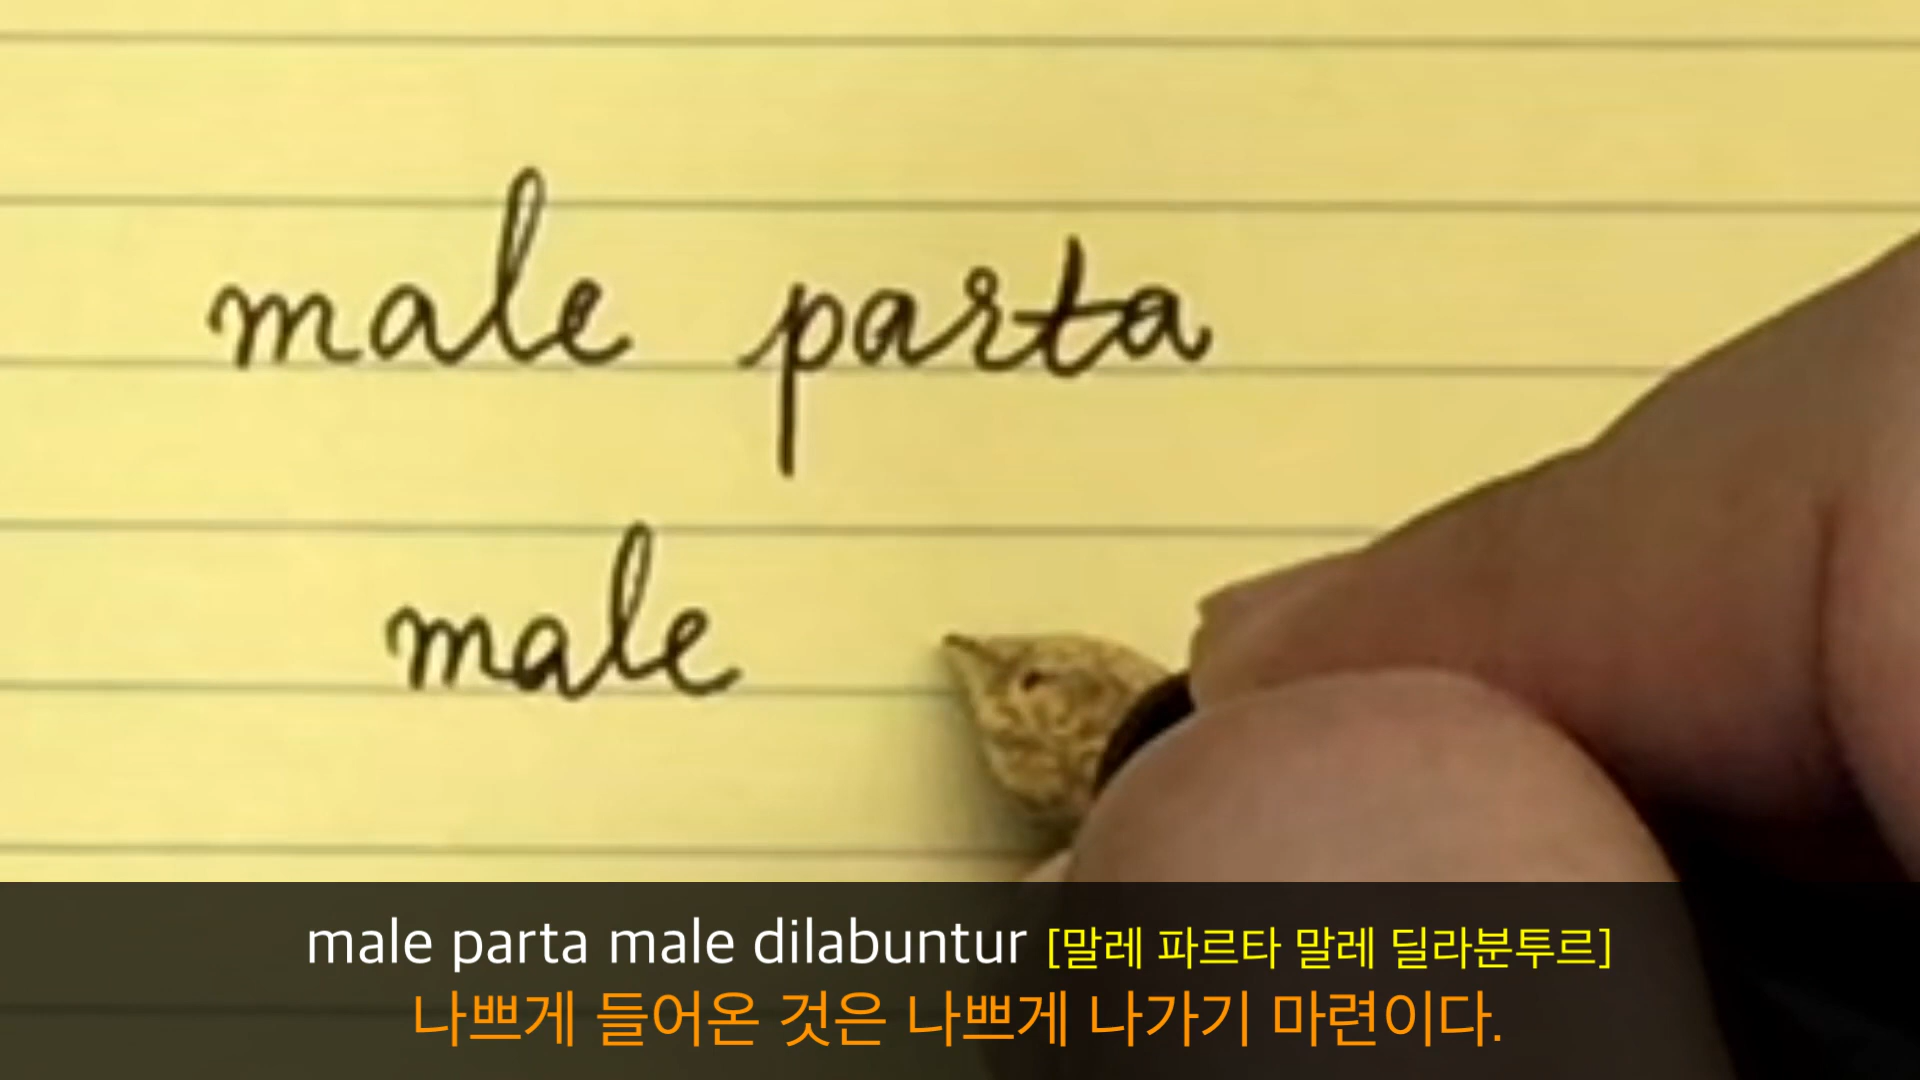 male parta
male
male parta male dilabuntur [말레 파르타 말레 딜라분투르]
나쁘게 들어온 것은 나쁘게 나가기 마련이다.